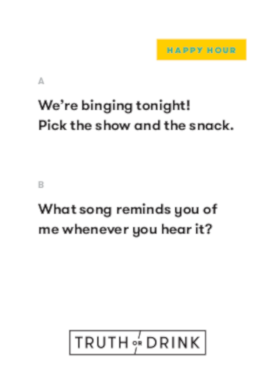 HAPPY HOUR
A
We're binging tonight!
Pick the show and the snack.
B
What song reminds you of
me whenever you hear it?
TRUTH OR DRINK